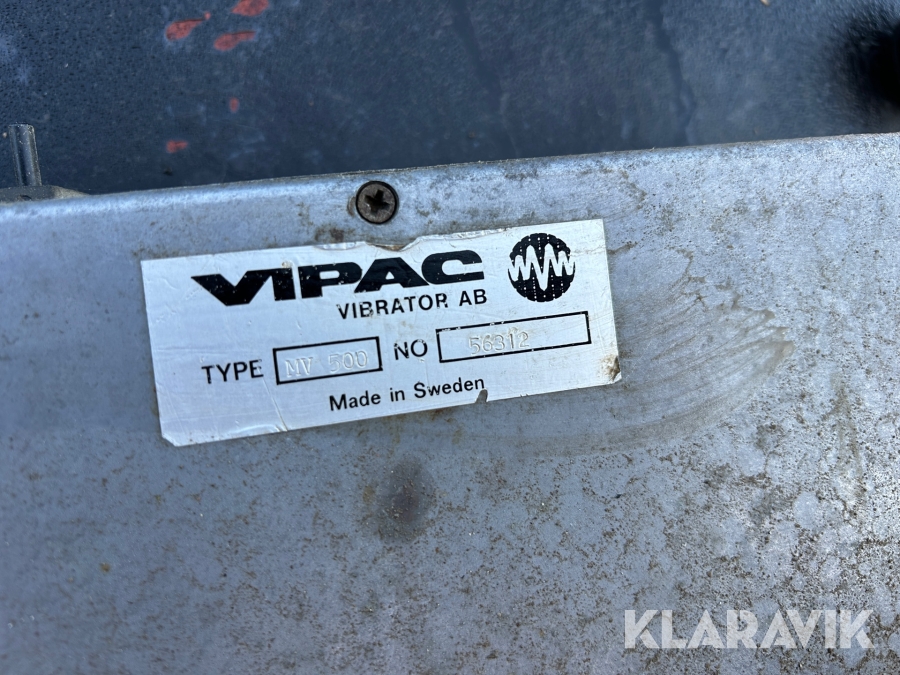 VIPAC
VIBRATOR AB
TYPE MV 500 NO 56312
Made in Sweden
KLARAVIK